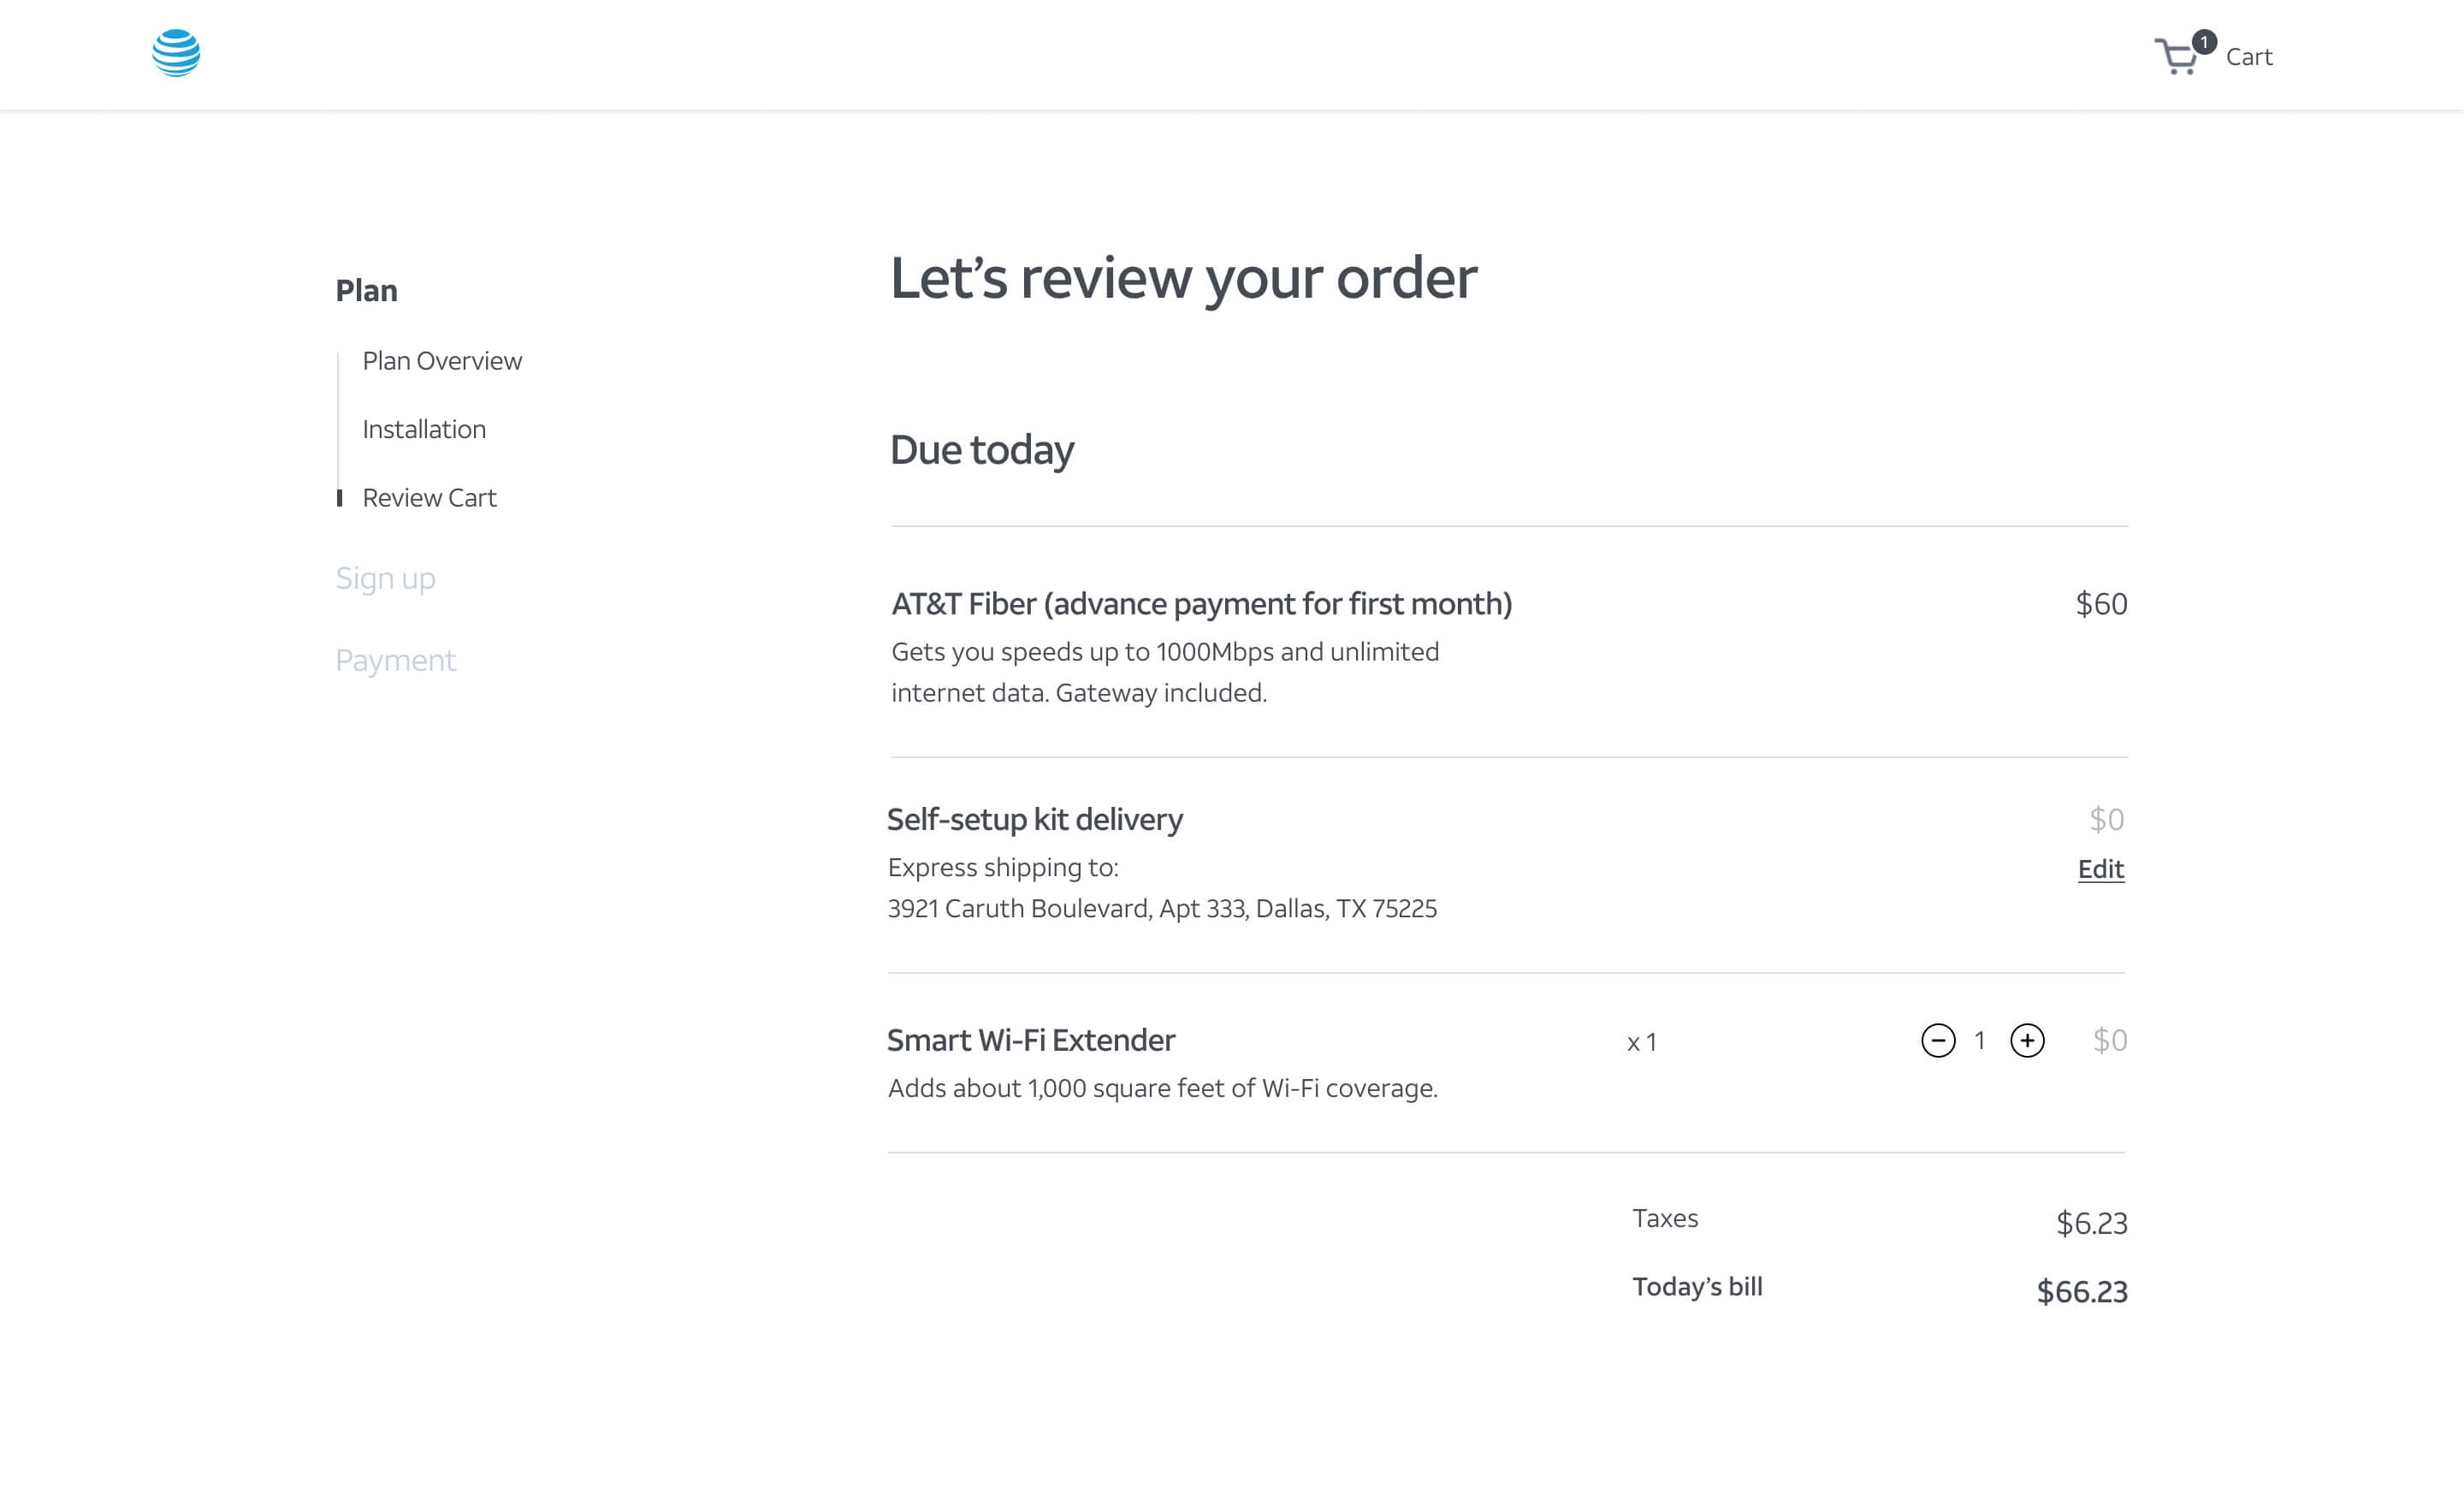 1
Cart
Plan
Plan Overview
Installation
Review Cart
Sign up
Payment
Let’s review your order
Due today
AT&T Fiber (advance payment for first month)
$60
Gets you speeds up to 1000Mbps and unlimited
internet data. Gateway included.
Self-setup kit delivery
$0
Express shipping to:
Edit
3921 Caruth Boulevard, Apt 333, Dallas, TX 75225
Smart Wi-Fi Extender
x 1
1
$0
Adds about 1,000 square feet of Wi-Fi coverage.
Taxes
$6.23
Today’s bill
$66.23